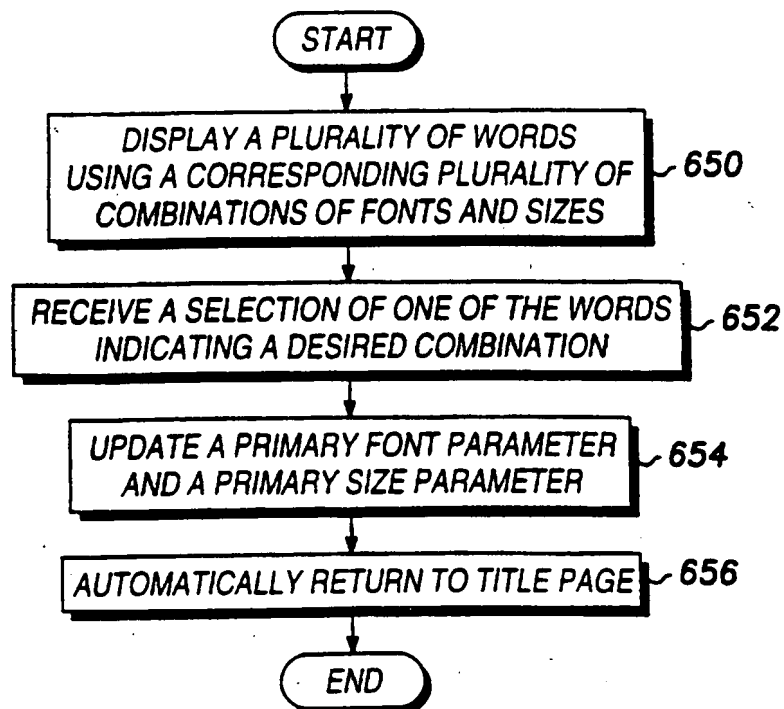 START
DISPLAY A PLURALITY OF WORDS
USING A CORRESPONDING PLURALITY OF
COMBINATIONS OF FONTS AND SIZES
650
RECEIVE A SELECTION OF ONE OF THE WORDS
INDICATING A DESIRED COMBINATION
652
UPDATE A PRIMARY FONT PARAMETER
AND A PRIMARY SIZE PARAMETER
654
AUTOMATICALLY RETURN TO TITLE PAGE
656
END